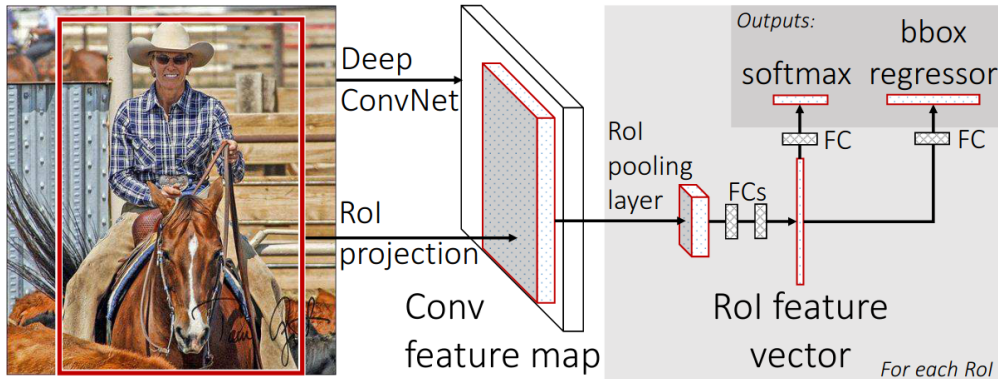 Deep
ConvNet
RoI
projection
Conv
feature map
RoI
pooling
layer
FCs
Outputs:
softmax
bbox
regressor
FC
FC
RoI feature
vector
For each RoI